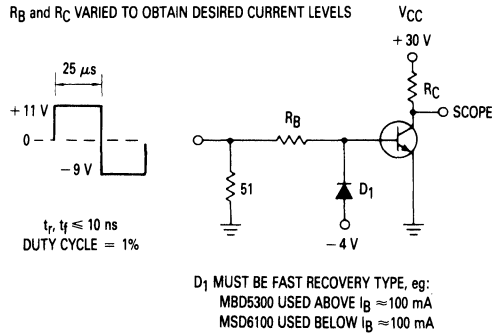 R_B and R_C VARIED TO OBTAIN DESIRED CURRENT LEVELS
V_CC
+30 V
25 μs
R_C
+11 V
SCOPE
R_B
0
−9 V
51
D_1
t_r, t_f ≤ 10 ns
DUTY CYCLE = 1%
−4 V
D_1 MUST BE FAST RECOVERY TYPE, eg:
MBD5300 USED ABOVE I_B ≈100 mA
MSD6100 USED BELOW I_B ≈100 mA